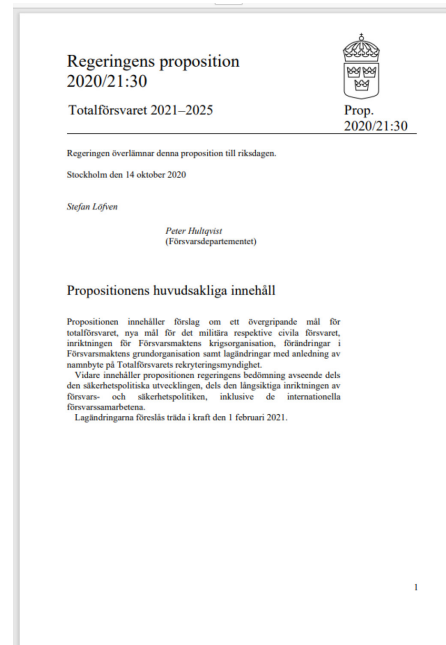 Regeringens proposition
2020/21:30
Totalförsvaret 2021–2025
Prop.
2020/21:30
Regeringen överlämnar denna proposition till riksdagen.
Stockholm den 14 oktober 2020
Stefan Löfven
Peter Hultqvist
(Försvarsdepartementet)
Propositionens huvudsakliga innehåll
Propositionen innehåller förslag om ett övergripande mål för
totalförsvaret, nya mål för det militära respektive civila försvaret,
inriktningen för Försvarsmaktens krigsorganisation, förändringar i
Försvarsmaktens grundorganisation samt lagändringar med anledning av
namnbyte på Totalförsvarets rekryteringsmyndighet.
Vidare innehåller propositionen regeringens bedömning avseende dels
den säkerhetspolitiska utvecklingen, dels den långsiktiga inriktningen av
försvars- och säkerhetspolitiken, inklusive de internationella
försvarssamarbetena.
Lagändringarna föreslås träda i kraft den 1 februari 2021.
1